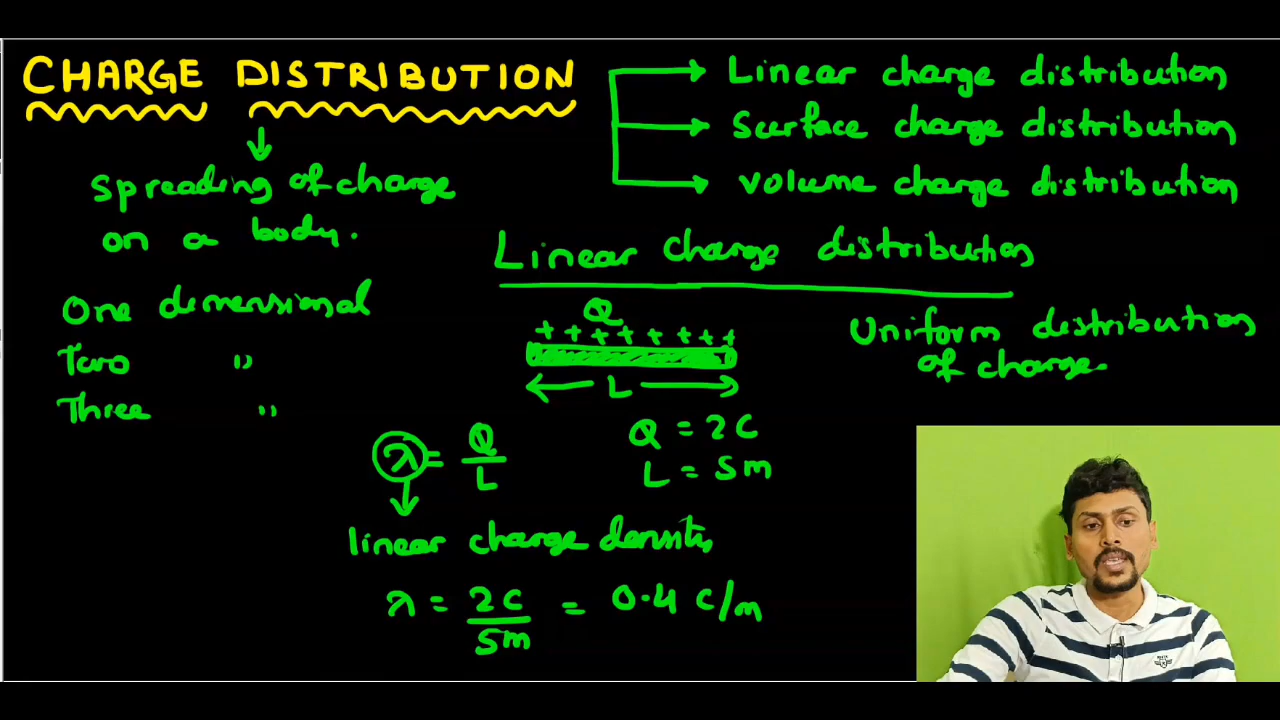 CHARGE DISTRIBUTION
Spreading of charge
on a body.
One dimensional
Two "
Three "
Linear charge distribution
Surface charge distribution
Volume charge distribution
Linear charge distribution
Q
+ + + + + + + +
L
Uniform distribution
of charge.
λ = Q/L
Q = 2C
L = 5m
linear charge density
λ = 2C/5m = 0.4 C/m